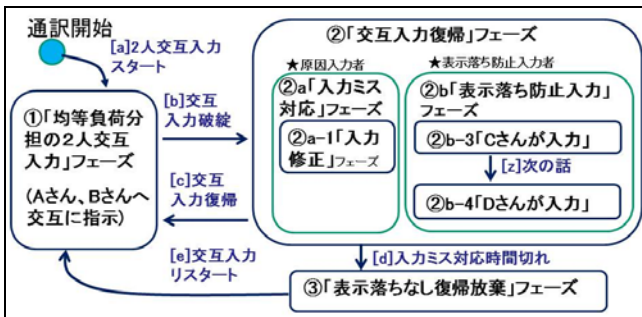 通訳開始
[a]2人交互入力
スタート
①「均等負荷分
担の2人交互
入力」フェーズ
(Aさん、Bさんへ
交互に指示)
[b]交互
入力破綻
[c]交互
入力復帰
[e]交互入力
リスタート
②「交互入力復帰」フェーズ
★原因入力者
②a「入力ミス
対応」フェーズ
②a-1「入力
修正」フェーズ
★表示落ち防止入力者
②b「表示落ち防止入力」
フェーズ
②b-3「Cさんが入力」
[z]次の話
②b-4「Dさんが入力」
[d]入力ミス対応時間切れ
③「表示落ちなし復帰放棄」フェーズ